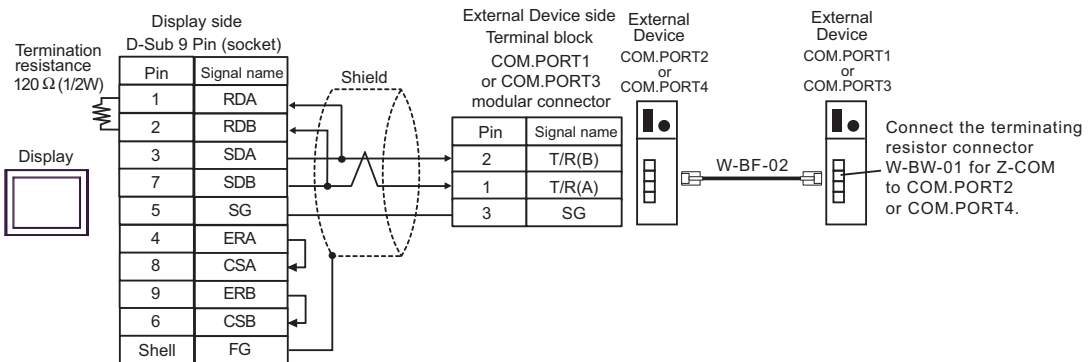 Display side
D-Sub 9 Pin (socket)
Termination
resistance
120 Ω (1/2W)
Display
Pin Signal name
1 RDA
2 RDB
3 SDA
7 SDB
5 SG
4 ERA
8 CSA
9 ERB
6 CSB
Shell FG
Shield
External Device side
Terminal block
COM.PORT1
or COM.PORT3
modular connector
Pin Signal name
2 T/R(B)
1 T/R(A)
3 SG
External
Device
COM.PORT2
or
COM.PORT4
W-BF-02
External
Device
COM.PORT1
or
COM.PORT3
Connect the terminating
resistor connector
W-BW-01 for Z-COM
to COM.PORT2
or COM.PORT4.